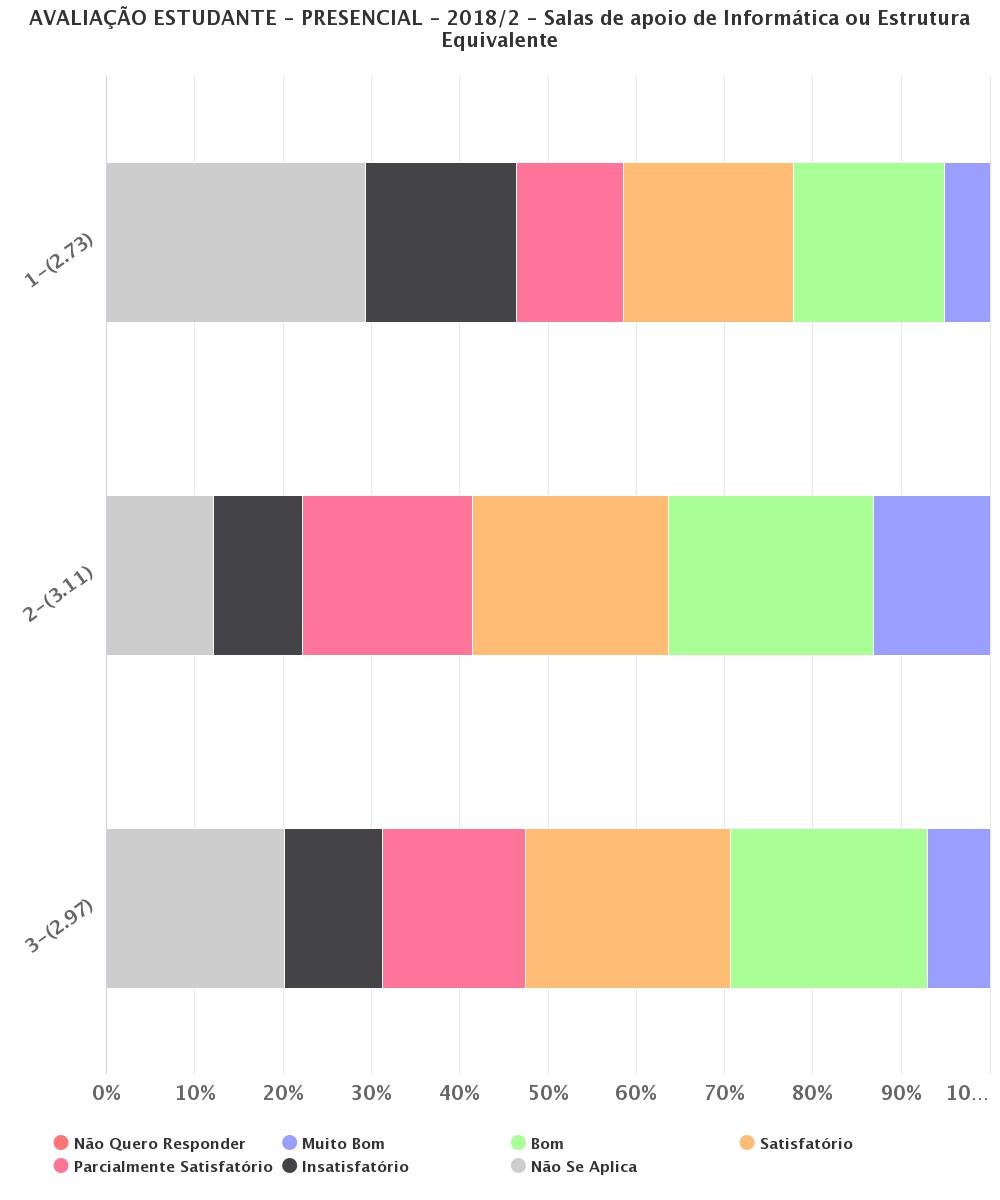 AVALIAÇÃO ESTUDANTE – PRESENCIAL – 2018/2 – Salas de apoio de Informática ou Estrutura
Equivalente
1–(2.73)
2–(3.11)
3–(2.97)
0% 10% 20% 30% 40% 50% 60% 70% 80% 90% 10...
Não Quero Responder Muito Bom Bom Satisfatório
Parcialmente Satisfatório Insatisfatório Não Se Aplica